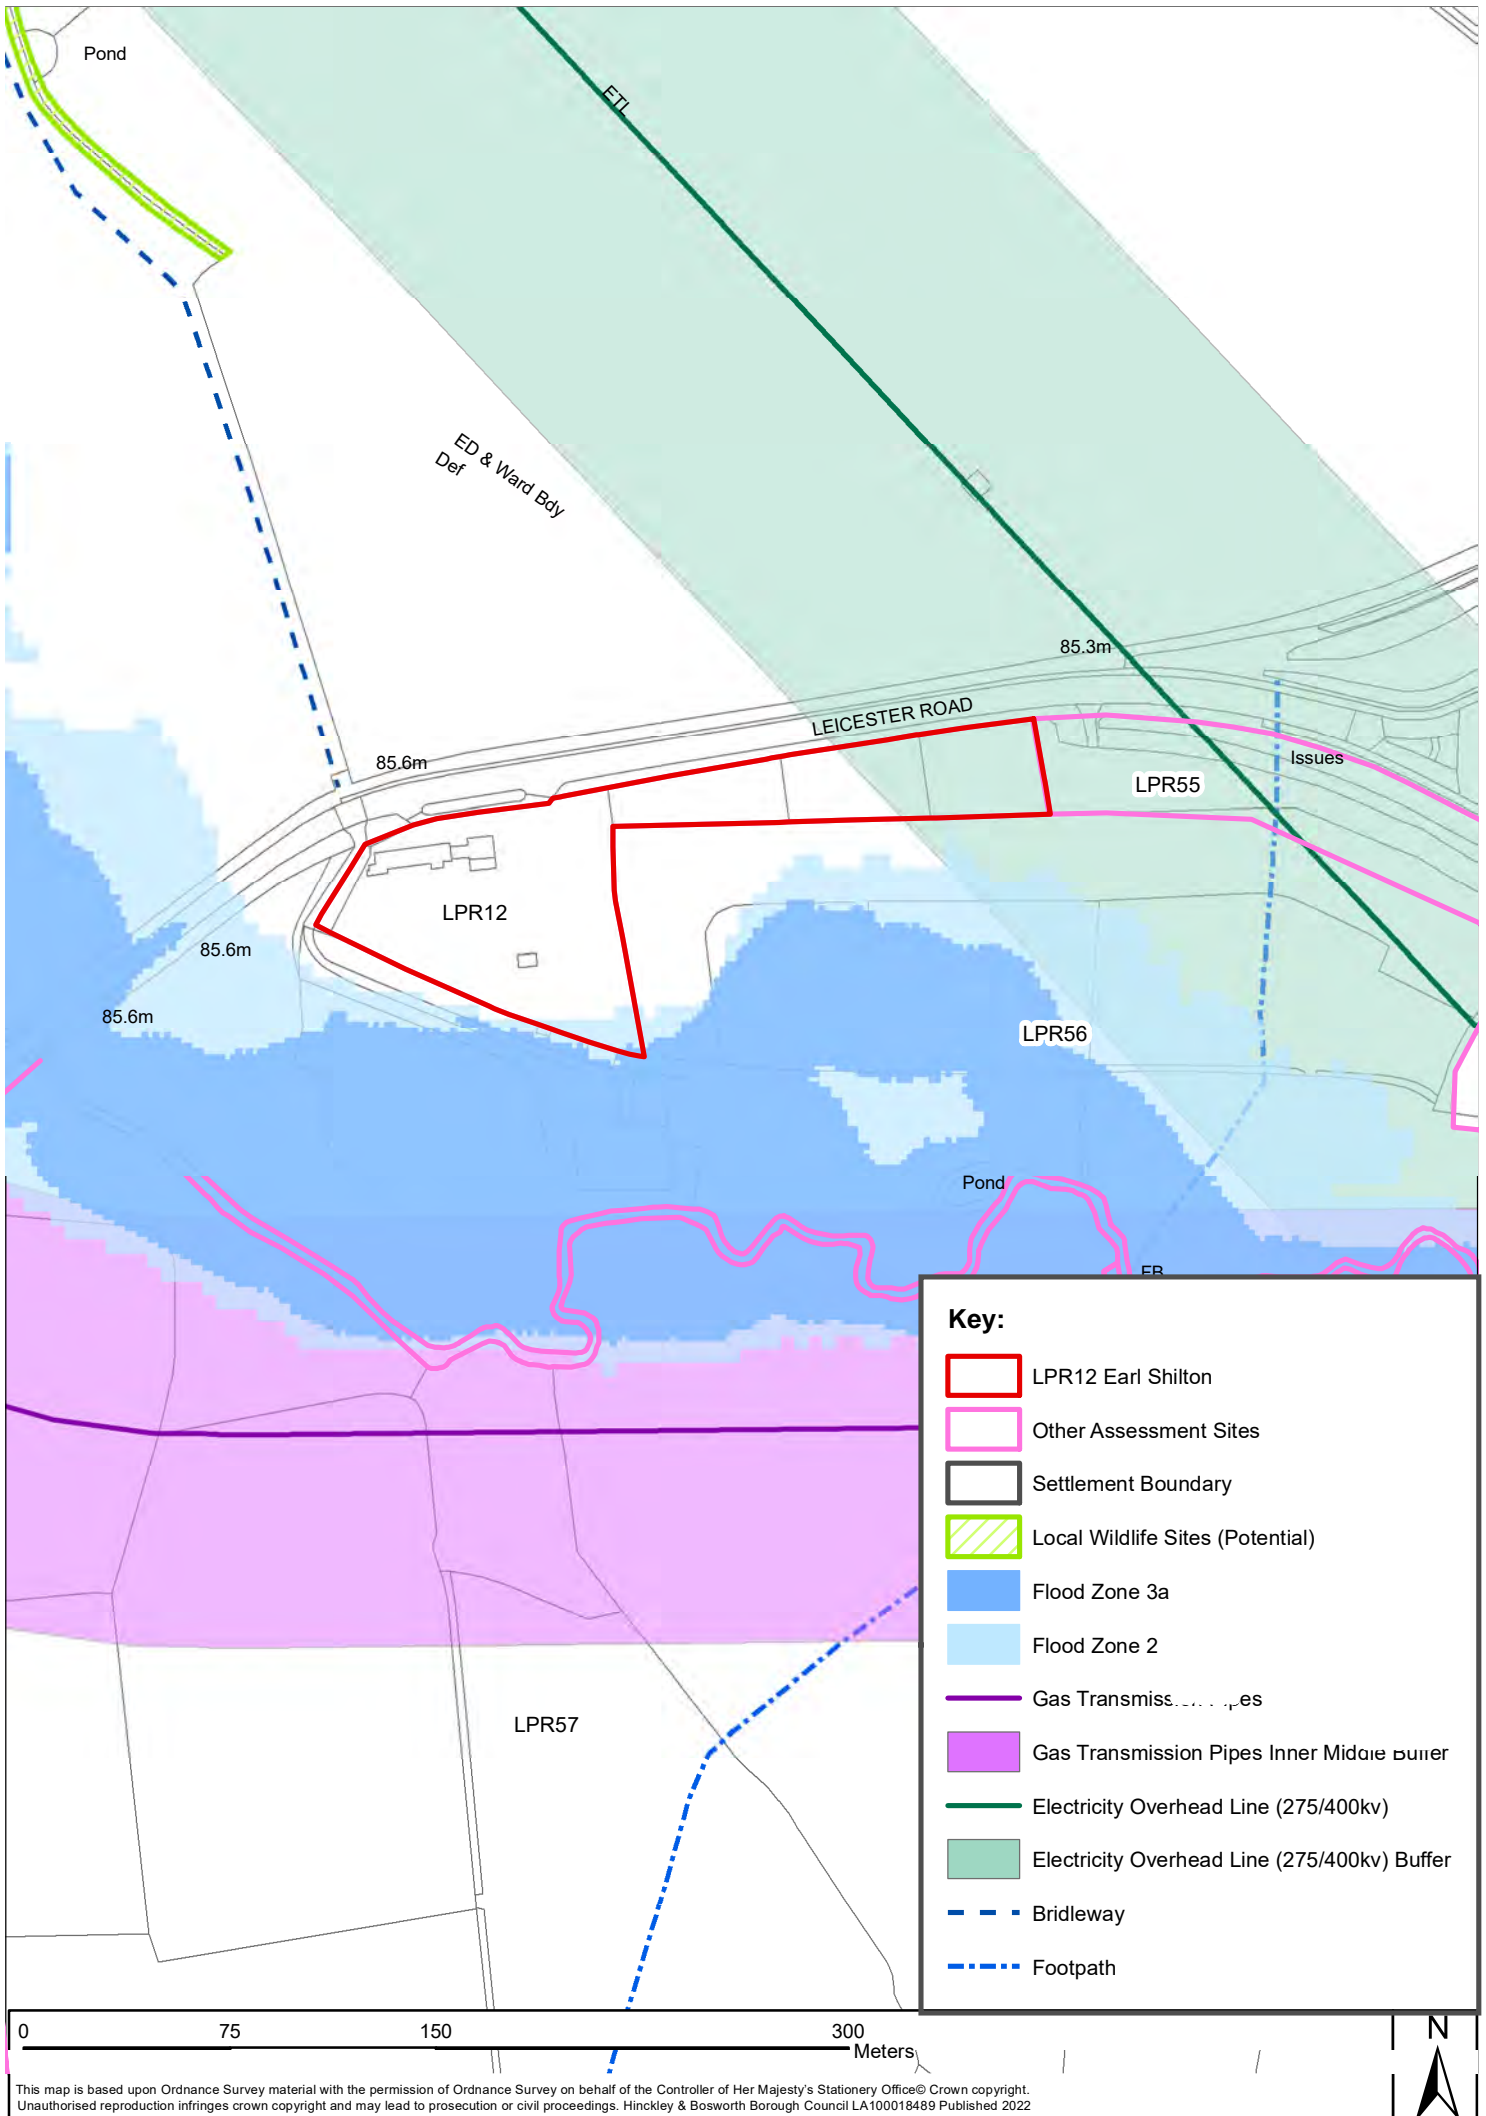 Pond
ETL
ED & Ward Bdy
Def
85.3m
LEICESTER ROAD
85.6m
Issues
LPR55
LPR12
85.6m
85.6m
LPR56
Pond
FB
Key:
LPR12 Earl Shilton
Other Assessment Sites
Settlement Boundary
Local Wildlife Sites (Potential)
Flood Zone 3a
Flood Zone 2
Gas Transmission Pipes
Gas Transmission Pipes Inner Middle Buffer
Electricity Overhead Line (275/400kv)
Electricity Overhead Line (275/400kv) Buffer
Bridleway
Footpath
LPR57
0 75 150 300
Meters
N
This map is based upon Ordnance Survey material with the permission of Ordnance Survey on behalf of the Controller of Her Majesty's Stationery Office© Crown copyright.
Unauthorised reproduction infringes crown copyright and may lead to prosecution or civil proceedings. Hinckley & Bosworth Borough Council LA100018489 Published 2022